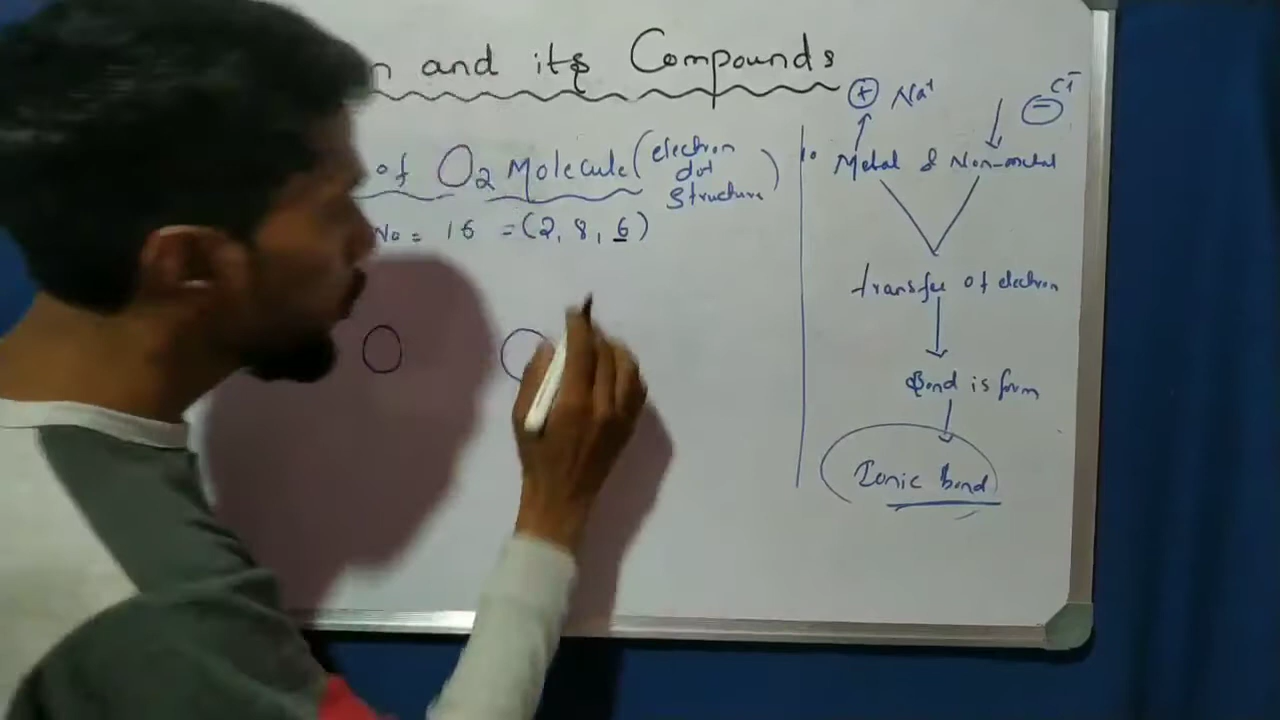 n and its Compounds
of O2 Molecule (electron dot structure)
No = 16 = (2, 8, 6)
O O
+ Na+
− Cl−
Metal & Non-metal
transfer of electron
Bond is form
Ionic Bond